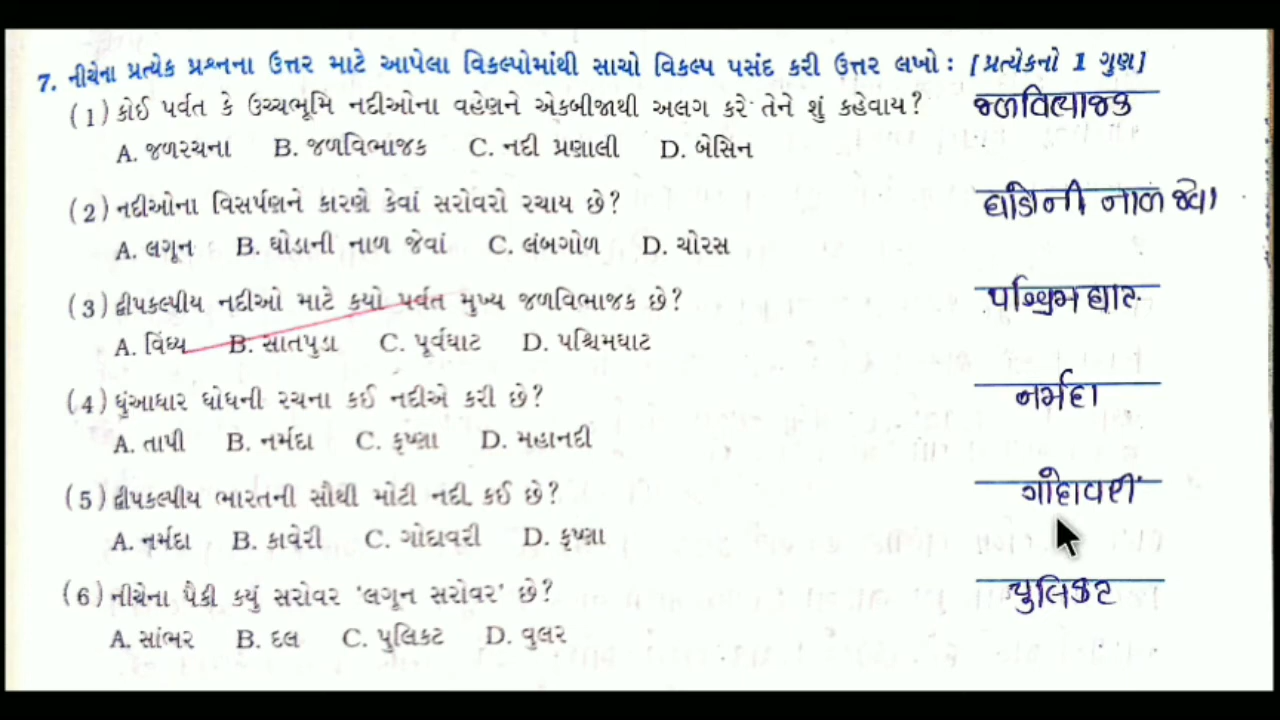 7. નીચેના પ્રત્યેક પ્રશ્નના ઉત્તર માટે આપેલા વિકલ્પોમાંથી સાચો વિકલ્પ પસંદ કરી ઉત્તર લખો : [પ્રત્યેકનો 1 ગુણ]
(1) કોઈ પર્વત કે ઉચ્ચભૂમિ નદીઓના વહેણને એકબીજાથી અલગ કરે તેને શું કહેવાય? જળવિભાજક
A. જળરચના B. જળવિભાજક C. નદી પ્રણાલી D. બેસિન
(2) નદીઓના વિસર્પણને કારણે કેવાં સરોવરો રચાય છે? ઘોડાની નાળ જેવા
A. લગૂન B. ઘોડાની નાળ જેવાં C. લંબગોળ D. ચોરસ
(3) દ્વીપકલ્પીય નદીઓ માટે કયો પર્વત મુખ્ય જળવિભાજક છે? પશ્ચિમ ઘાટ
A. વિંધ્ય B. સાતપુડા C. પૂર્વઘાટ D. પશ્ચિમઘાટ
(4) ધુંઆધાર ધોધની રચના કઈ નદીએ કરી છે? નર્મદા
A. તાપી B. નર્મદા C. કૃષ્ણા D. મહાનદી
(5) દ્વીપકલ્પીય ભારતની સૌથી મોટી નદી કઈ છે? ગોદાવરી
A. નર્મદા B. કાવેરી C. ગોદાવરી D. કૃષ્ણા
(6) નીચેના પૈકી કયું સરોવર 'લગૂન સરોવર' છે? પુલિકટ
A. સાંભર B. દલ C. પુલિકટ D. વુલર